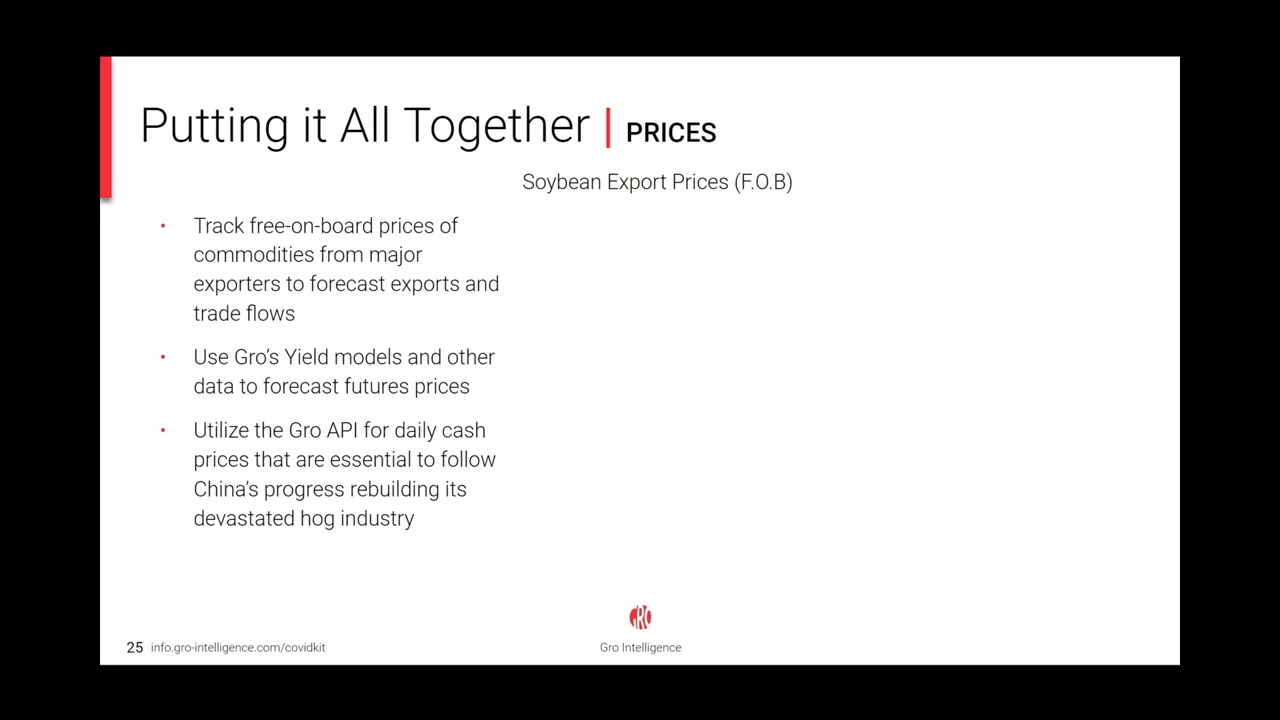 Putting it All Together | PRICES
Soybean Export Prices (F.O.B)
• Track free-on-board prices of
commodities from major
exporters to forecast exports and
trade flows
• Use Gro’s Yield models and other
data to forecast futures prices
• Utilize the Gro API for daily cash
prices that are essential to follow
China’s progress rebuilding its
devastated hog industry
GRO
25 info.gro-intelligence.com/covidkit
Gro Intelligence